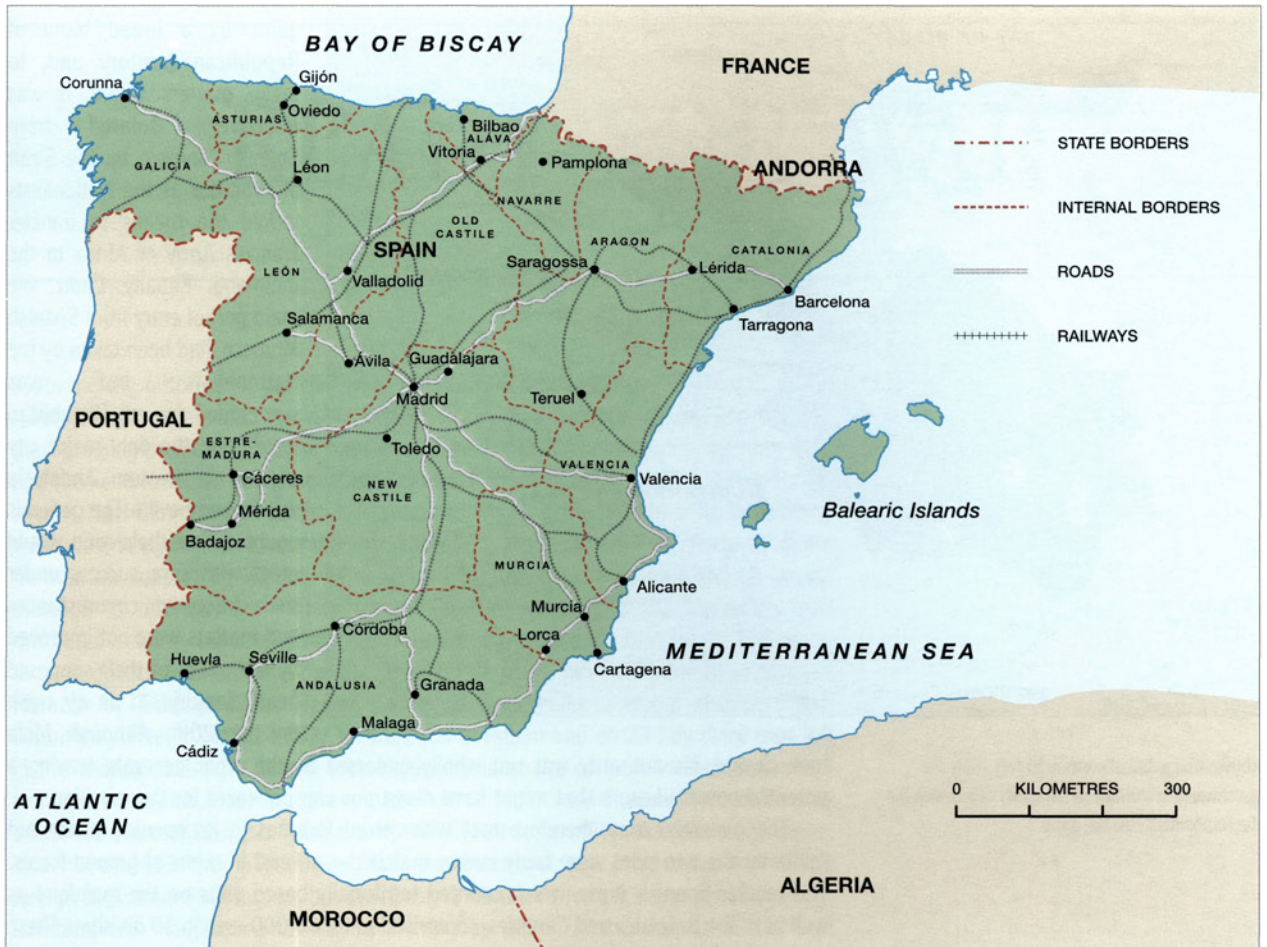 BAY OF BISCAY
FRANCE
Corunna
Gijón
Oviedo
ASTURIAS
Bilbao
ALAVA
Vitoria
Pamplona
GALICIA
Léon
ANDORRA
NAVARRE
OLD
CASTILE
SPAIN
ARAGON
CATALONIA
LEÓN
Saragossa
Lérida
Valladolid
Barcelona
Tarragona
Salamanca
Ávila
Guadalajara
Madrid
Teruel
PORTUGAL
ESTRE-
MADURA
Toledo
Cáceres
NEW
CASTILE
VALENCIA
Valencia
Mérida
Badajoz
Balearic Islands
MURCIA
Alicante
Murcia
Córdoba
Lorca
Cartagena
MEDITERRANEAN SEA
Huevla
Seville
ANDALUSIA
Granada
Malaga
Cádiz
ATLANTIC
OCEAN
MOROCCO
ALGERIA
STATE BORDERS
INTERNAL BORDERS
ROADS
RAILWAYS
0 KILOMETRES 300